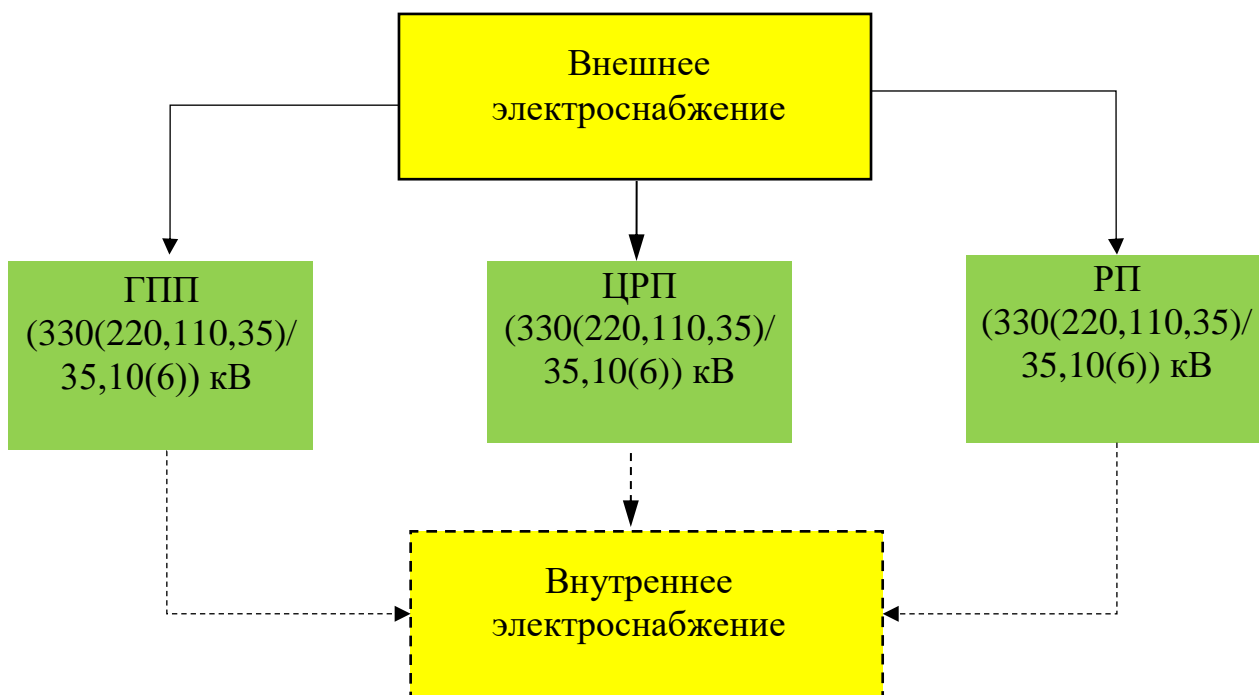 Внешнее
электроснабжение
ГПП
(330(220,110,35)/
35,10(6)) кВ
ЦРП
(330(220,110,35)/
35,10(6)) кВ
РП
(330(220,110,35)/
35,10(6)) кВ
Внутреннее
электроснабжение